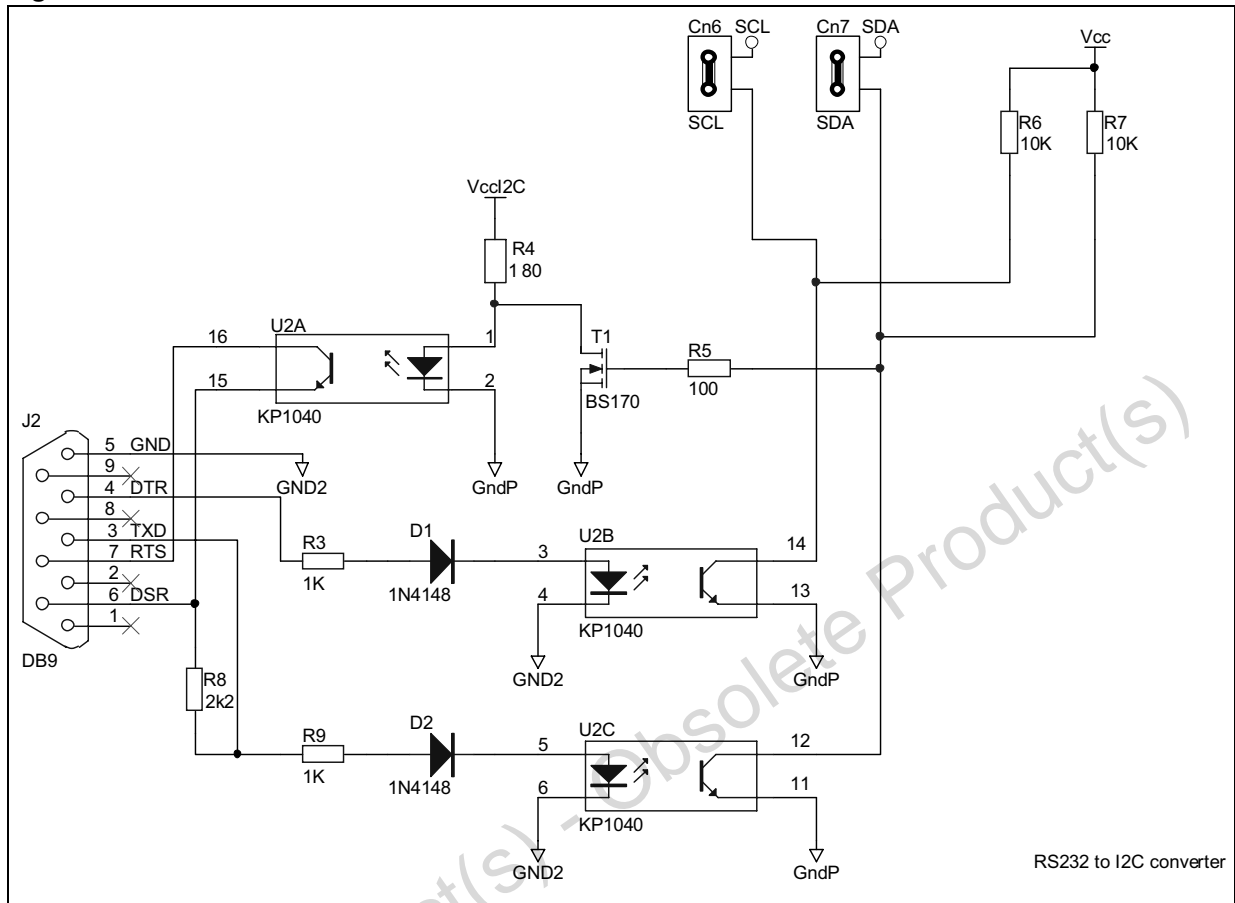 Cn6 SCL
Cn7 SDA
Vcc
SCL
SDA
R6
10K
R7
10K
VccI2C
R4
180
U2A
16
1
15
2
KP1040
T1
BS170
R5
100
J2
5 GND
9
4 DTR
8
3 TXD
7 RTS
2
6 DSR
1
DB9
GND2
GndP
GndP
R3
1K
D1
1N4148
3
4
U2B
14
13
KP1040
GND2
GndP
R8
2k2
R9
1K
D2
1N4148
5
6
U2C
12
11
KP1040
GND2
GndP
RS232 to I2C converter
ct(s) - Obsolete Product(s)